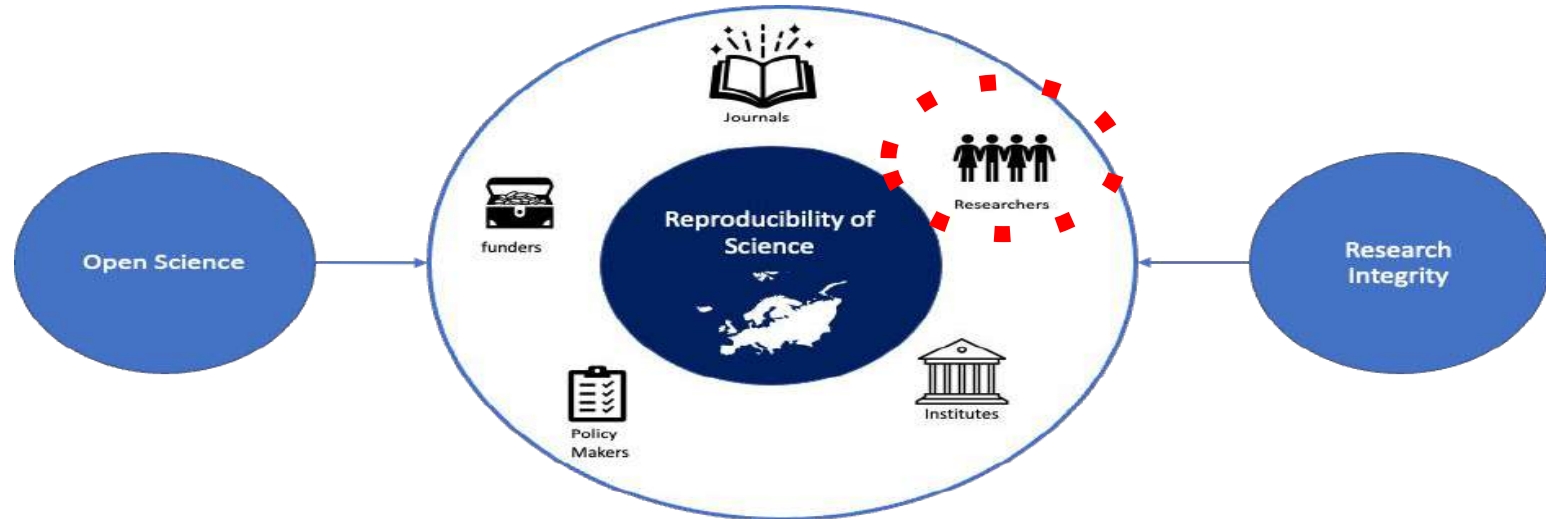 Journals
Researchers
funders
Reproducibility of
Science
Open Science
Research
Integrity
Institutes
Policy
Makers